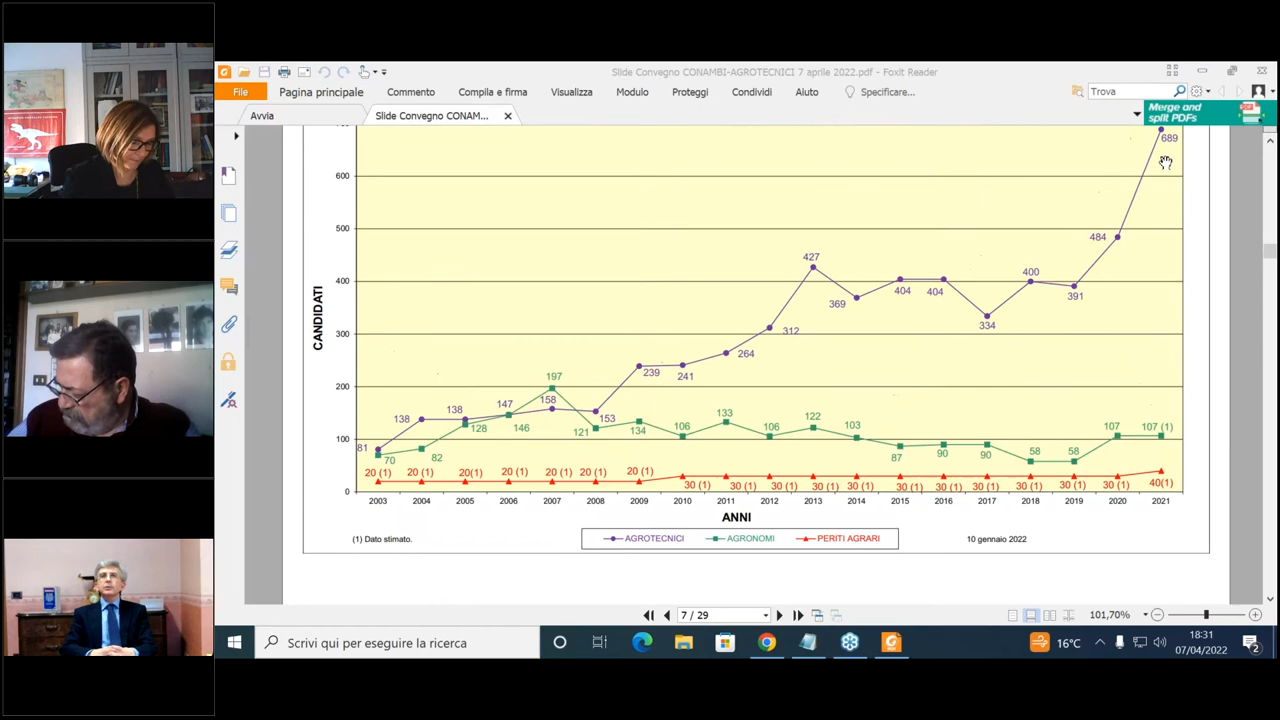 Slide Convegno CONAMBI-AGROTECNICI 7 aprile 2022.pdf - Foxit Reader
File Pagina principale Commento Compila e firma Visualizza Modulo Proteggi Condividi Aiuto Specificare... Trova
Avvia Slide Convegno CONAM...
Merge and
split PDFs
689
600
500
484
427
400
400
404 404
391
369
334
CANDIDATI
312
300
264
239 241
200
197
158
147
138 138
153
146
128
121
134
133
122
106 106
103
107 107 (1)
100
81
70
82
87
90 90
58 58
20 (1) 20 (1) 20(1) 20 (1) 20 (1) 20 (1) 20 (1)
30 (1) 30 (1) 30 (1) 30 (1) 30 (1) 30 (1) 30 (1) 30 (1) 30 (1) 30 (1) 30 (1) 40(1)
0
2003 2004 2005 2006 2007 2008 2009 2010 2011 2012 2013 2014 2015 2016 2017 2018 2019 2020 2021
ANNI
(1) Dato stimato.
AGROTECNICI AGRONOMI PERITI AGRARI
10 gennaio 2022
7 / 29
101,70%
Scrivi qui per eseguire la ricerca
16°C
18:31
07/04/2022
2